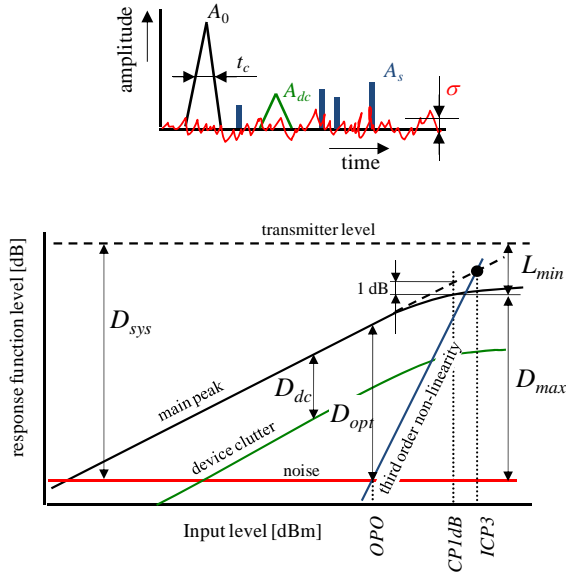 A0
amplitude
tc
Adc
As
σ
time
transmitter level
response function level [dB]
1 dB
Lmin
Dsys
main peak
Ddc
Dopt
Dmax
device clutter
third order non-linearity
noise
Input level [dBm]
OPO
CP1dB
ICP3